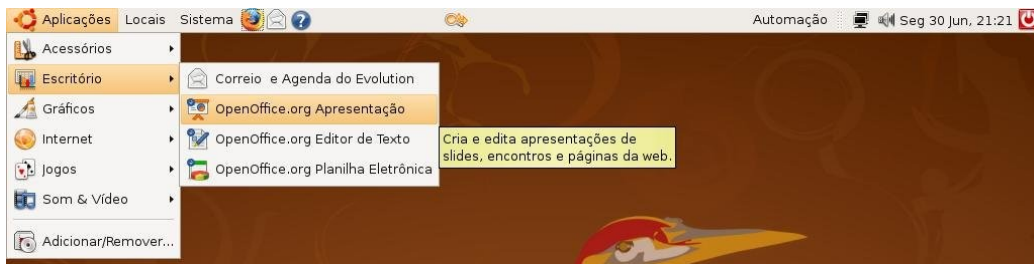 Aplicações Locais Sistema Automação Seg 30 Jun, 21:21
Acessórios
Escritório
Gráficos
Internet
Jogos
Som & Vídeo
Adicionar/Remover...
Correio e Agenda do Evolution
OpenOffice.org Apresentação
OpenOffice.org Editor de Texto
OpenOffice.org Planilha Eletrônica
Cria e edita apresentações de
slides, encontros e páginas da web.